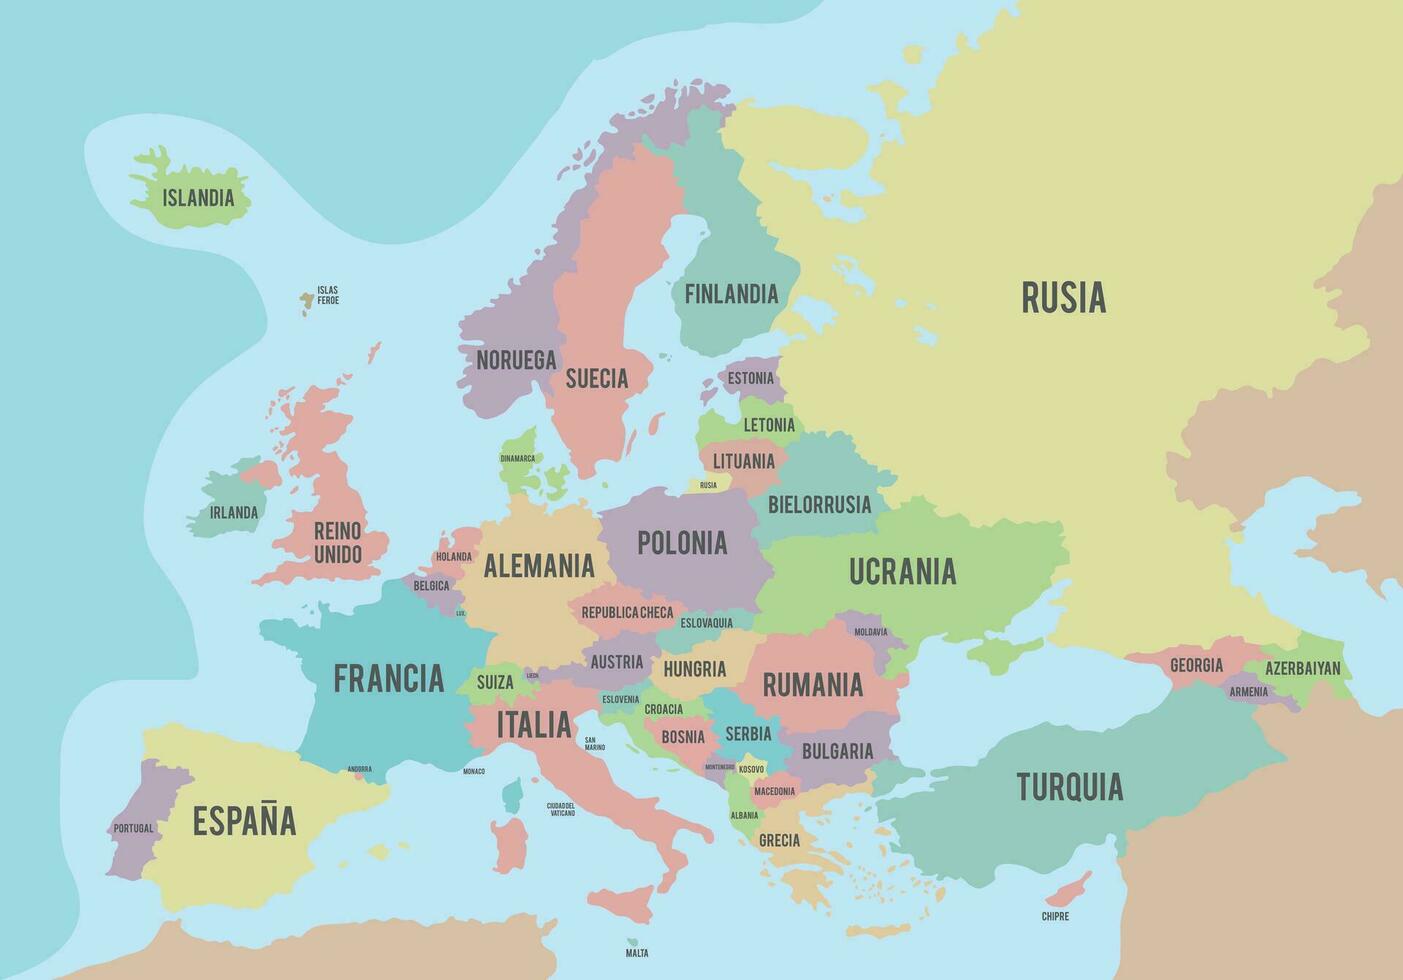 ISLANDIA
ISLAS
FEROE
RUSIA
FINLANDIA
NORUEGA
SUECIA
ESTONIA
LETONIA
DINAMARCA
LITUANIA
RUSIA
BIELORRUSIA
IRLANDA
REINO
UNIDO
HOLANDA
ALEMANIA
POLONIA
UCRANIA
BELGICA
LUX.
REPUBLICA CHECA
ESLOVAQUIA
MOLDAVIA
FRANCIA
SUIZA
LIECH.
AUSTRIA
HUNGRIA
RUMANIA
GEORGIA
AZERBAIYAN
ARMENIA
ITALIA
ESLOVENIA
CROACIA
BOSNIA
SERBIA
BULGARIA
SAN
MARINO
MONACO
ANDORRA
MONTENEGRO
KOSOVO
MACEDONIA
ALBANIA
GRECIA
TURQUIA
PORTUGAL
ESPAÑA
CIUDAD DEL
VATICANO
CHIPRE
MALTA